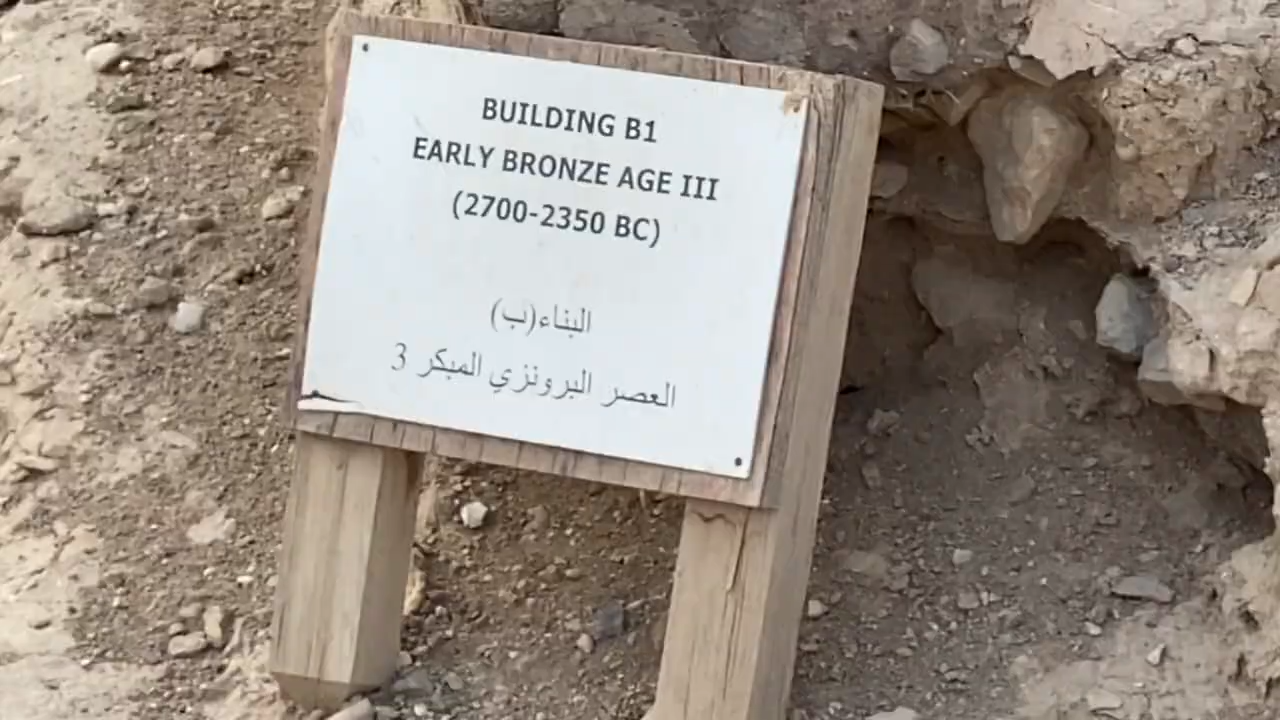 BUILDING B1
EARLY BRONZE AGE III
(2700-2350 BC)
البناء(ب)
العصر البرونزي المبكر 3